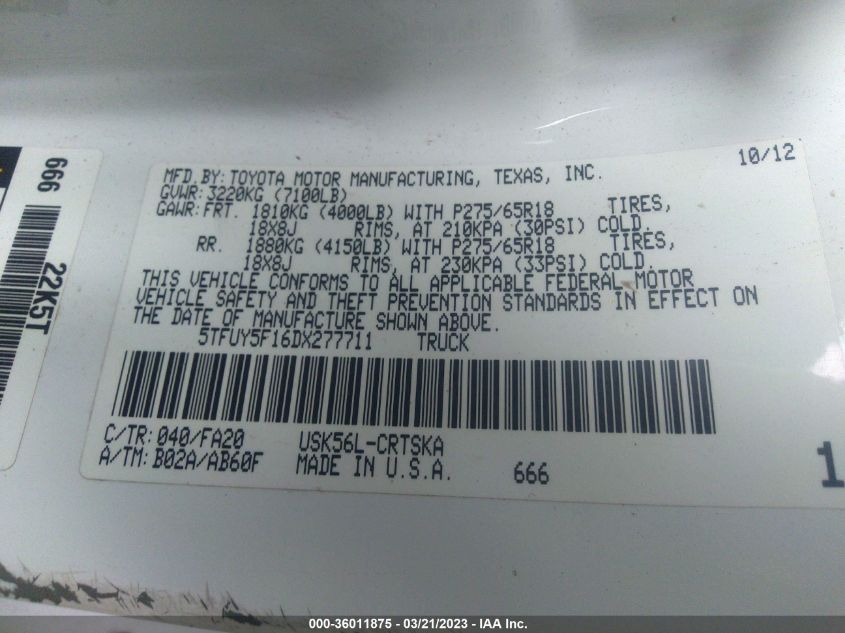 10/12
MFD.BY: TOYOTA MOTOR MANUFACTURING, TEXAS, INC.
GVWR: 3220KG (7100LB)
GAWR: FRT. 1810KG (4000LB) WITH P275/65R18 TIRES,
18X8J RIMS, AT 210KPA (30PSI) COLD,
RR. 1880KG (4150LB) WITH P275/65R18 TIRES,
18X8J RIMS, AT 230KPA (33PSI) COLD
THIS VEHICLE CONFORMS TO ALL APPLICABLE FEDERAL MOTOR
VEHICLE SAFETY AND THEFT PREVENTION STANDARDS IN EFFECT ON
THE DATE OF MANUFACTURE SHOWN ABOVE.
5TFUY5F16DX277711 TRUCK
C/TR: 040/FA20 USK56L-CRTSKA
A/TM: B02A/AB60F MADE IN U.S.A. 666
1
666
22K5T
000-36011875 - 03/21/2023 - IAA Inc.